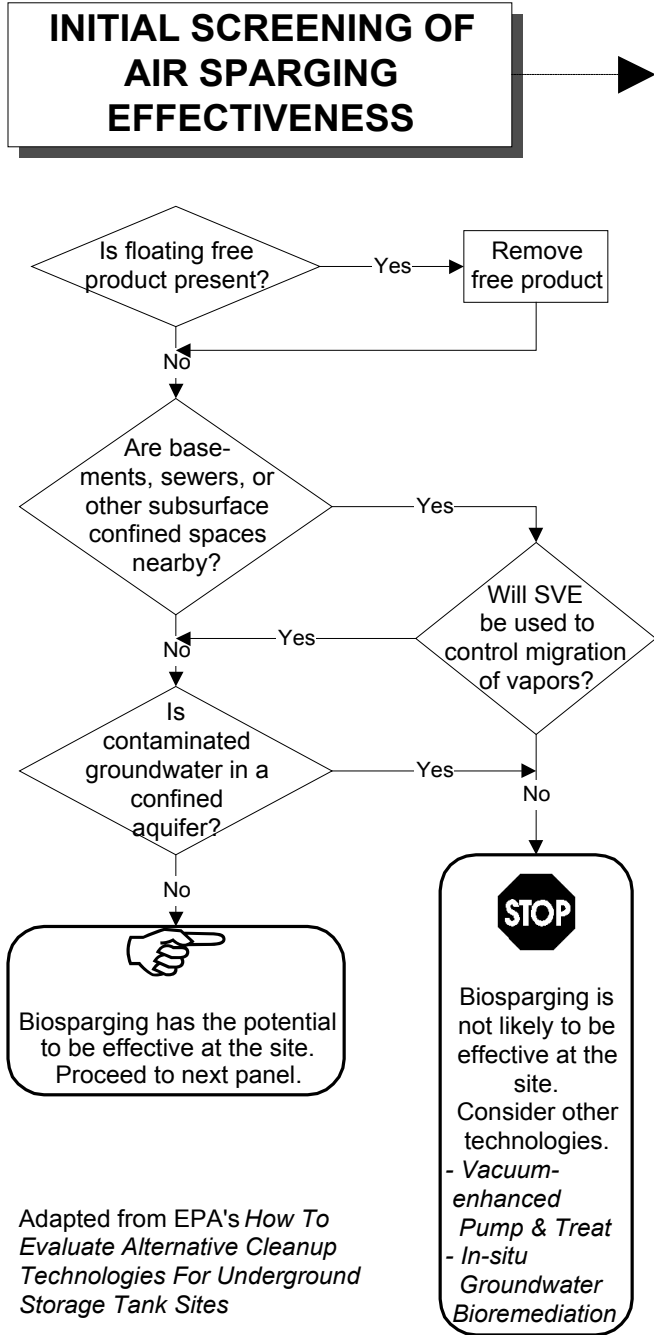 INITIAL SCREENING OF
AIR SPARGING
EFFECTIVENESS
Is floating free
product present?
Yes
Remove
free product
No
Are base-
ments, sewers, or
other subsurface
confined spaces
nearby?
Yes
Will SVE
be used to
control migration
of vapors?
Yes
No
Is
contaminated
groundwater in a
confined
aquifer?
Yes
No
No
STOP
Biosparging has the potential
to be effective at the site.
Proceed to next panel.
Biosparging is
not likely to be
effective at the
site.
Consider other
technologies.
- Vacuum-
enhanced
Pump & Treat
- In-situ
Groundwater
Bioremediation
Adapted from EPA's How To
Evaluate Alternative Cleanup
Technologies For Underground
Storage Tank Sites